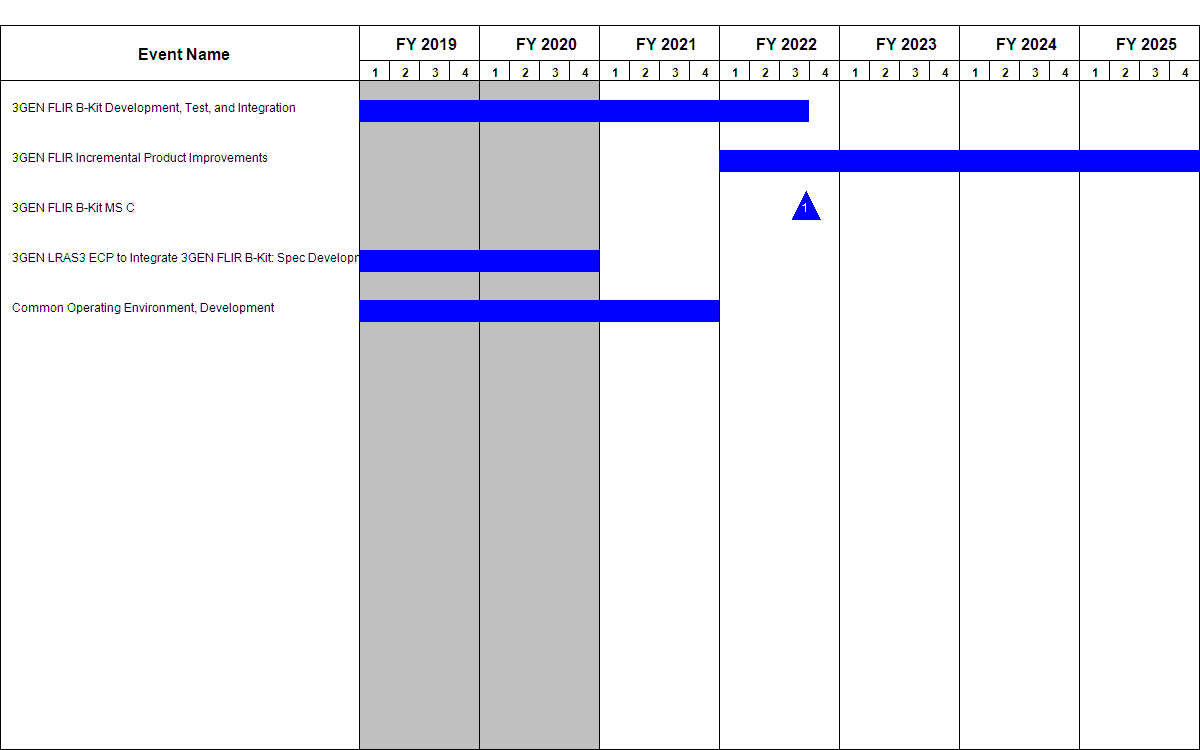 Event Name
FY 2019 FY 2020 FY 2021 FY 2022 FY 2023 FY 2024 FY 2025
1 2 3 4 1 2 3 4 1 2 3 4 1 2 3 4 1 2 3 4 1 2 3 4 1 2 3 4
3GEN FLIR B-Kit Development, Test, and Integration
3GEN FLIR Incremental Product Improvements
3GEN FLIR B-Kit MS C
1
3GEN LRAS3 ECP to Integrate 3GEN FLIR B-Kit: Spec Developr
Common Operating Environment, Development